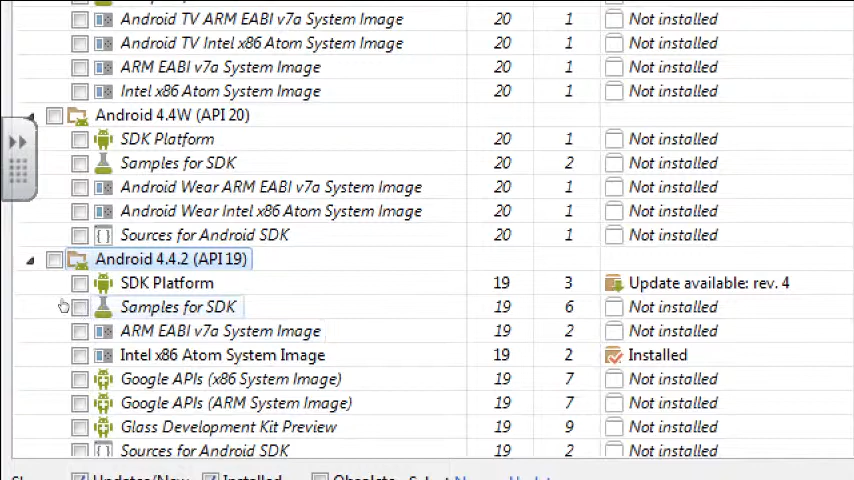 Android TV ARM EABI v7a System Image 20 1 Not installed
Android TV Intel x86 Atom System Image 20 1 Not installed
ARM EABI v7a System Image 20 1 Not installed
Intel x86 Atom System Image 20 1 Not installed
Android 4.4W (API 20)
SDK Platform 20 1 Not installed
Samples for SDK 20 2 Not installed
Android Wear ARM EABI v7a System Image 20 1 Not installed
Android Wear Intel x86 Atom System Image 20 1 Not installed
Sources for Android SDK 20 1 Not installed
Android 4.4.2 (API 19)
SDK Platform 19 3 Update available: rev. 4
Samples for SDK 19 6 Not installed
ARM EABI v7a System Image 19 2 Not installed
Intel x86 Atom System Image 19 2 Installed
Google APIs (x86 System Image) 19 7 Not installed
Google APIs (ARM System Image) 19 7 Not installed
Glass Development Kit Preview 19 9 Not installed
Sources for Android SDK 19 2 Not installed
Updates/New Installed Obsolete Select